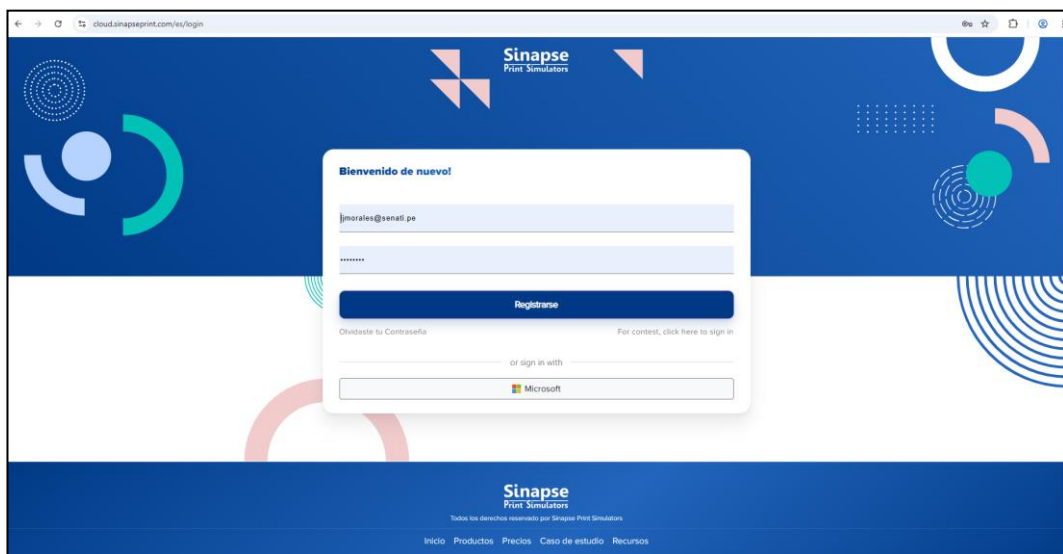 cloud.sinapseprint.com/es/login
Sinapse
Print Simulators
Bienvenido de nuevo!
jmorales@senati.pe
••••••••
Registrarse
Olvidaste tu Contraseña
For contest, click here to sign in
or sign in with
Microsoft
Sinapse
Print Simulators
Todos los derechos reservado por Sinapse Print Simulators
Inicio Productos Precios Caso de estudio Recursos